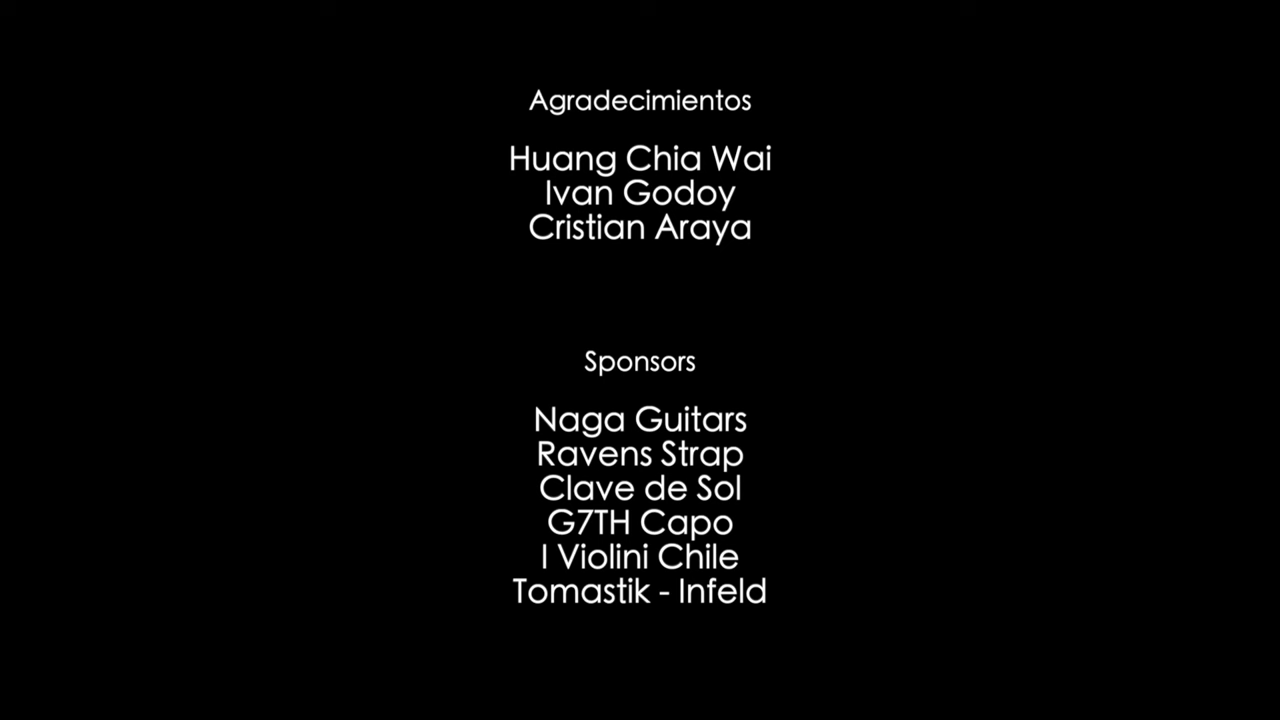 Agradecimientos
Huang Chia Wai
Ivan Godoy
Cristian Araya
Sponsors
Naga Guitars
Ravens Strap
Clave de Sol
G7TH Capo
I Violini Chile
Tomastik - Infeld